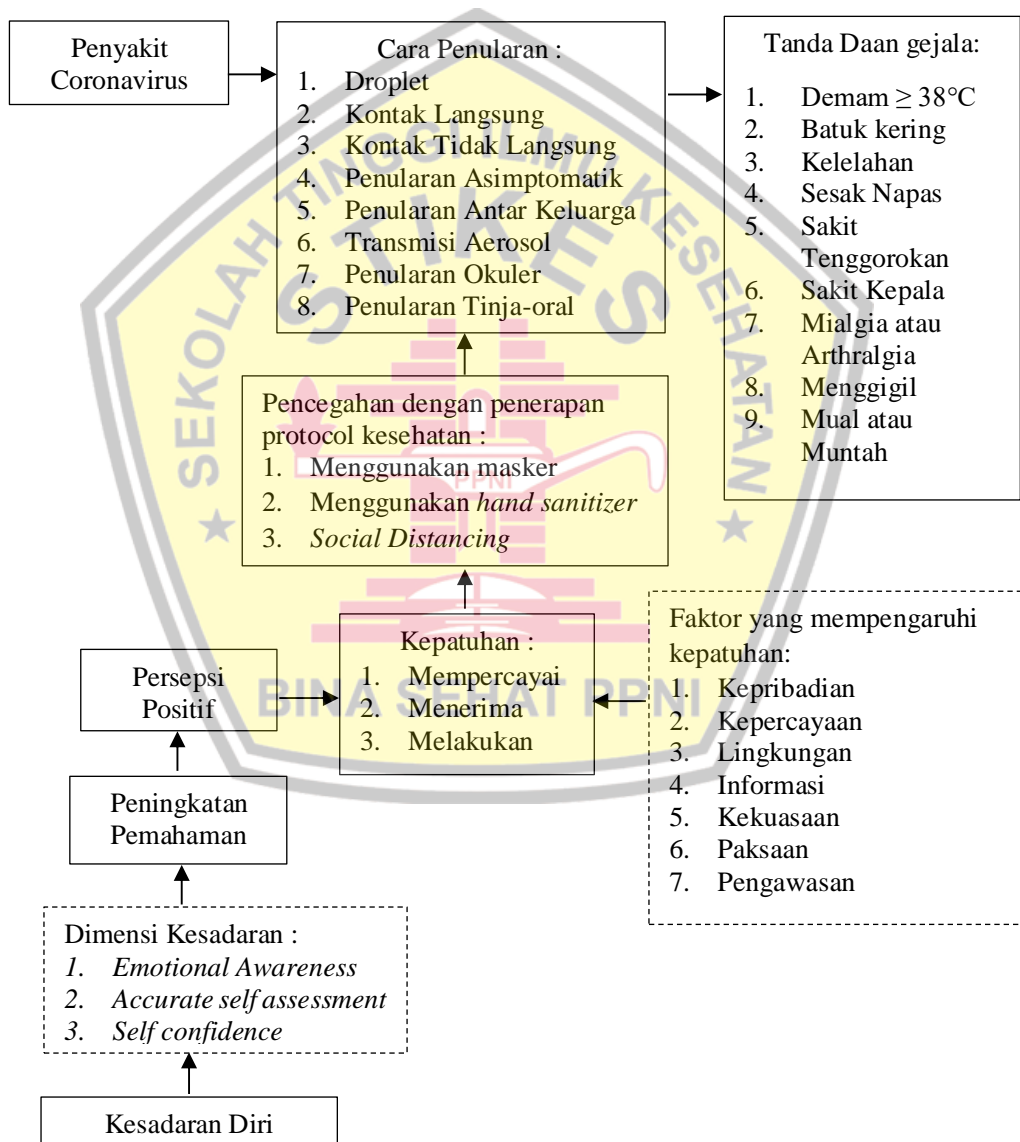 Penyakit
Coronavirus
Cara Penularan :
1. Droplet
2. Kontak Langsung
3. Kontak Tidak Langsung
4. Penularan Asimptomatik
5. Penularan Antar Keluarga
6. Transmisi Aerosol
7. Penularan Okuler
8. Penularan Tinja-oral
Tanda Daan gejala:
1. Demam ≥ 38°C
2. Batuk kering
3. Kelelahan
4. Sesak Napas
5. Sakit
Tenggorokan
6. Sakit Kepala
7. Mialgia atau
Arthralgia
8. Menggigil
9. Mual atau
Muntah
Pencegahan dengan penerapan
protocol kesehatan :
1. Menggunakan masker
2. Menggunakan hand sanitizer
3. Social Distancing
Kepatuhan :
1. Mempercayai
2. Menerima
3. Melakukan
Faktor yang mempengaruhi
kepatuhan:
1. Kepribadian
2. Kepercayaan
3. Lingkungan
4. Informasi
5. Kekuasaan
6. Paksaan
7. Pengawasan
Persepsi
Positif
Peningkatan
Pemahaman
Dimensi Kesadaran :
1. Emotional Awareness
2. Accurate self assessment
3. Self confidence
Kesadaran Diri
SEKOLAH TINGGI ILMU KESEHATAN
STIKES
PPNI
BINA SEHAT PPNI